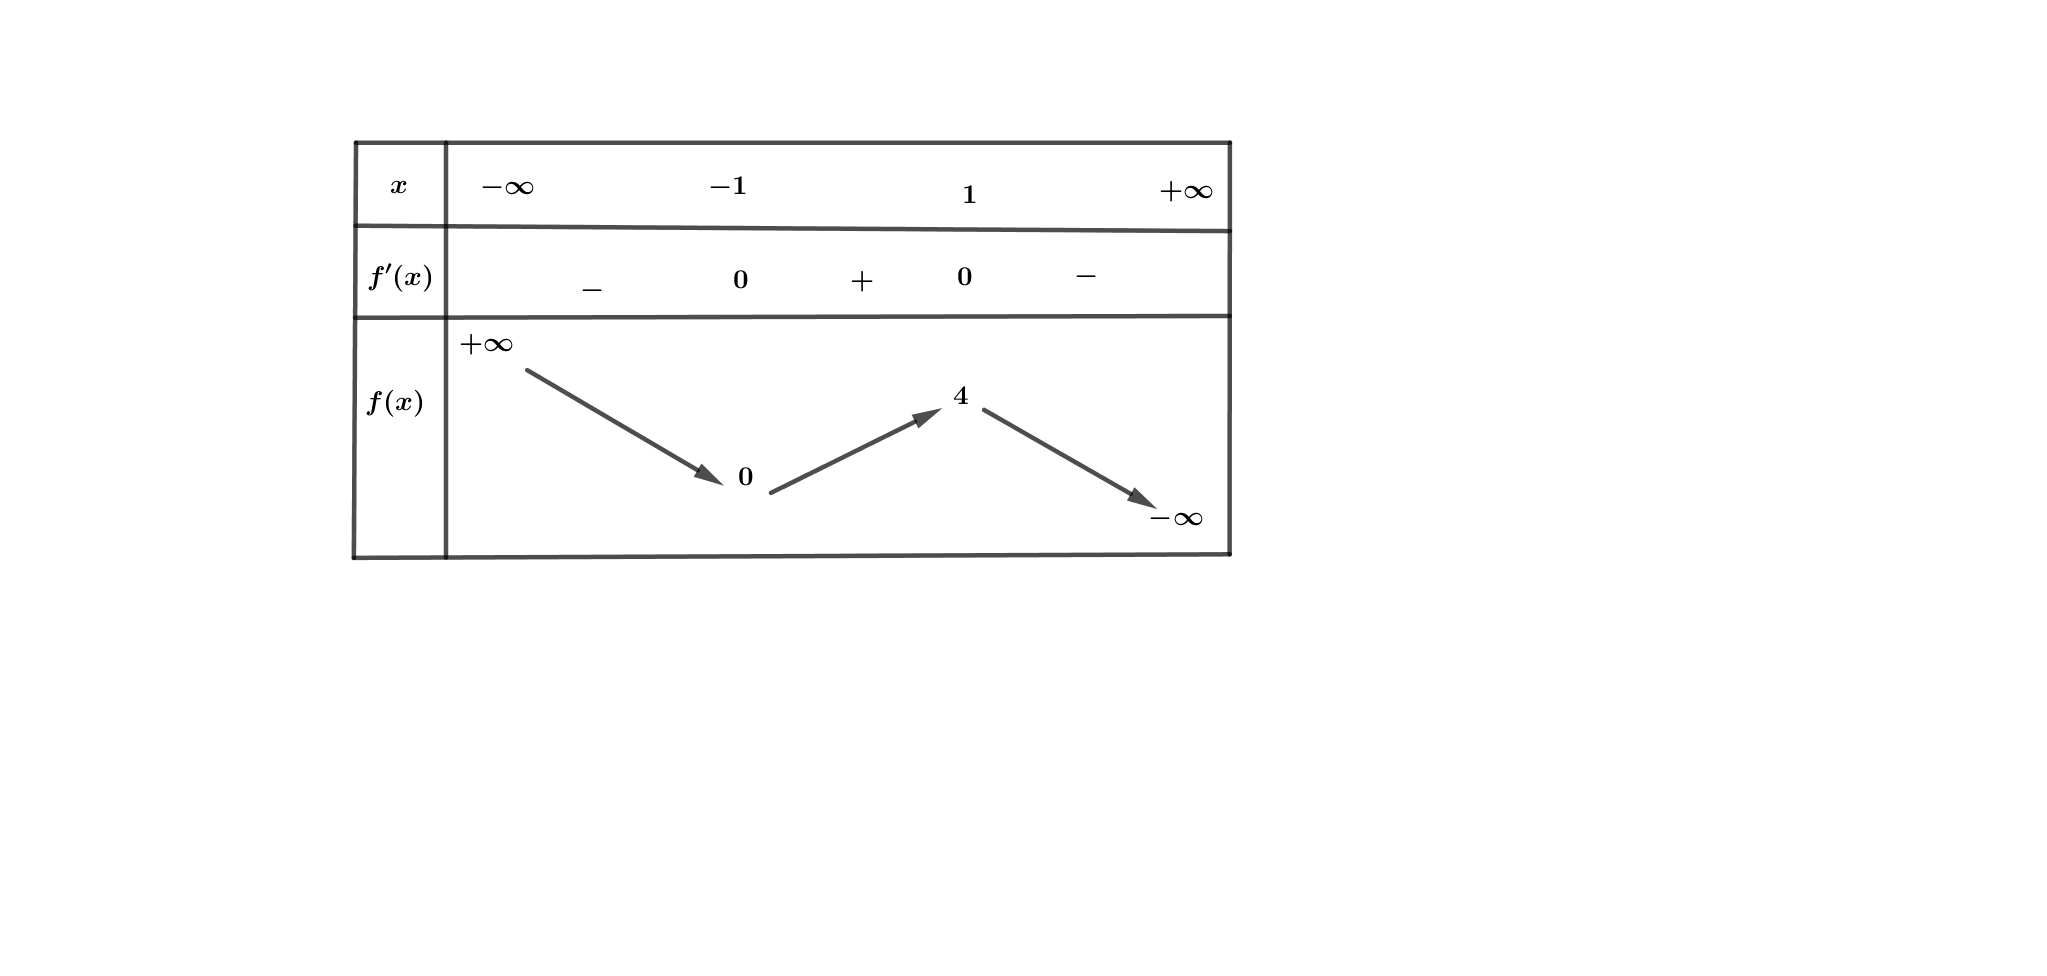 x −∞ −1 1 +∞
f′(x) − 0 + 0 −
+∞
f(x) 4
0
−∞